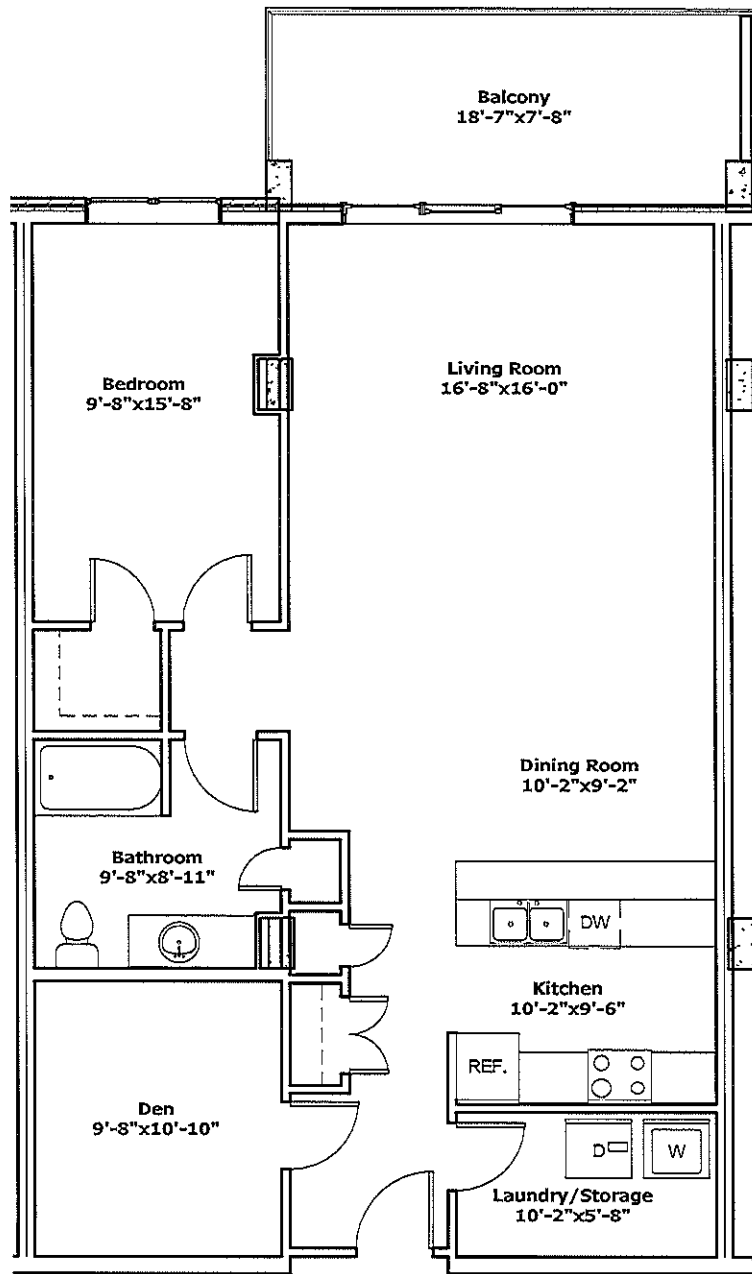 Balcony
18'-7"x7'-8"
Bedroom
9'-8"x15'-8"
Living Room
16'-8"x16'-0"
Dining Room
10'-2"x9'-2"
Bathroom
9'-8"x8'-11"
DW
Kitchen
10'-2"x9'-6"
REF.
Den
9'-8"x10'-10"
D
W
Laundry/Storage
10'-2"x5'-8"